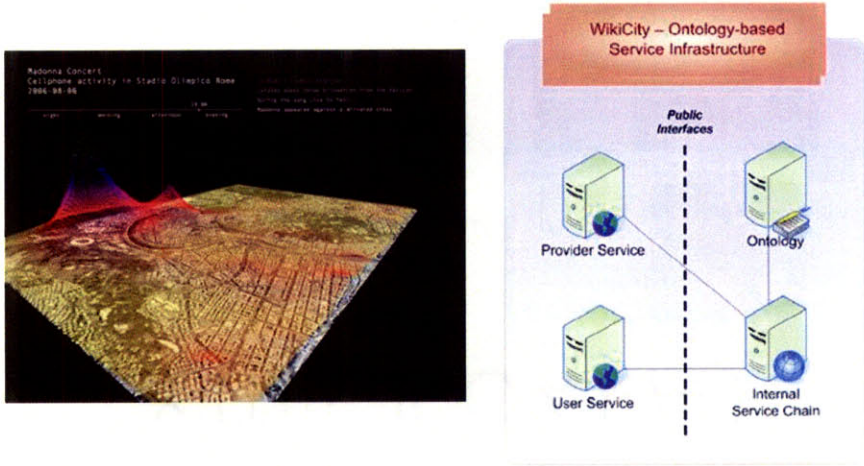 Madonna Concert
Cellphone activity in Stadio Olimpico Rome
2006-08-06
night morning afternoon evening
WikiCity – Ontology-based
Service Infrastructure
Public
Interfaces
Provider Service
Ontology
User Service
Internal
Service Chain